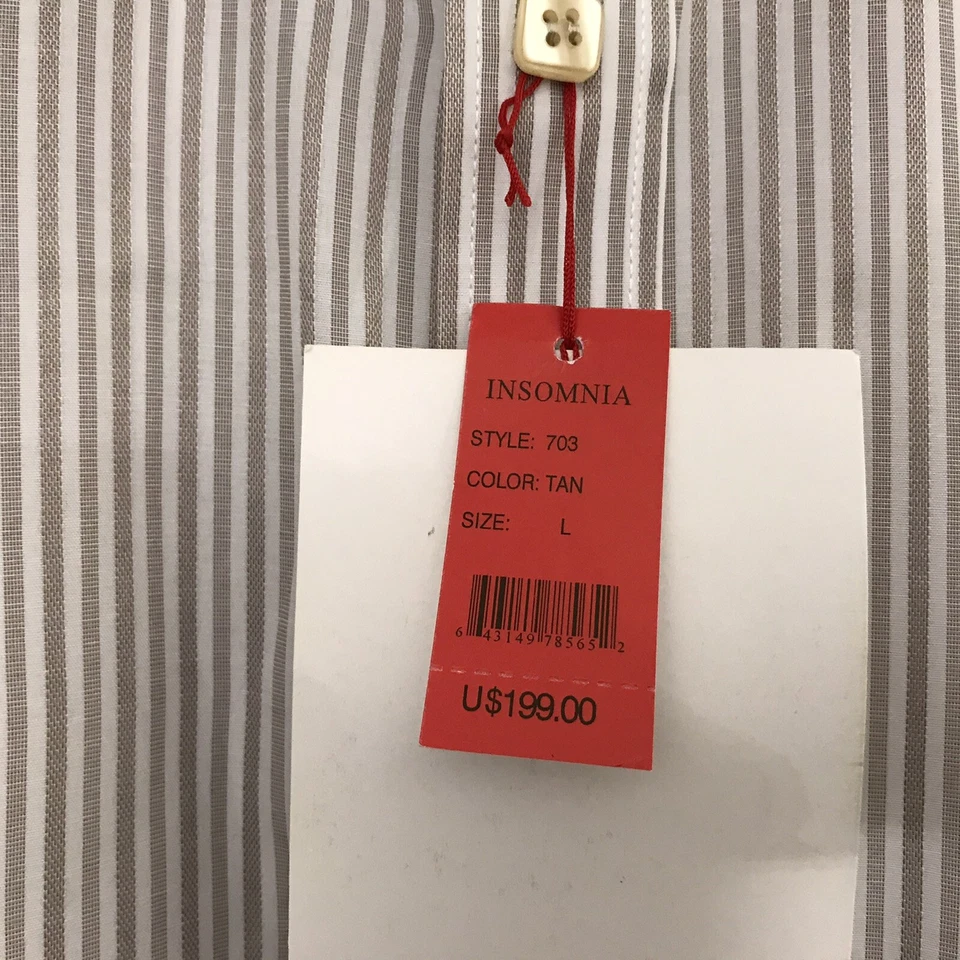 INSOMNIA
STYLE: 703
COLOR: TAN
SIZE: L
6 43149 78565 2
U$199.00